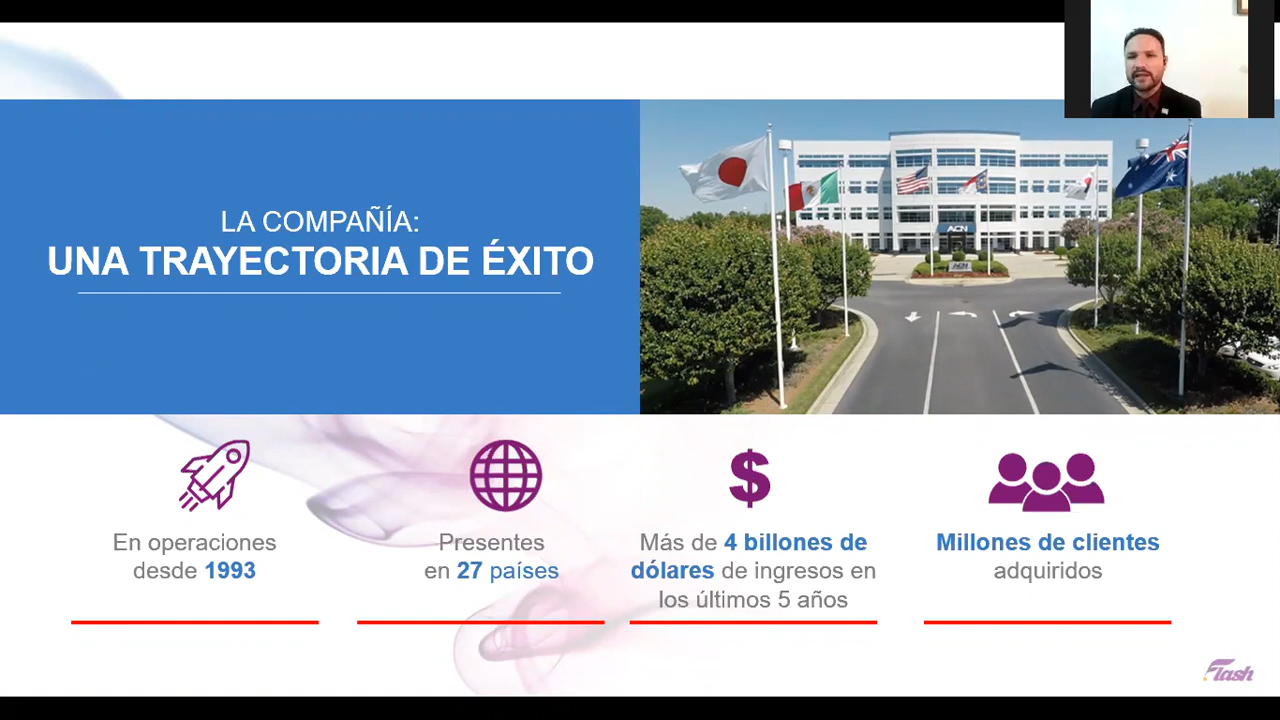 LA COMPAÑÍA:
UNA TRAYECTORIA DE ÉXITO
ACN
ACN
En operaciones
desde 1993
Presentes
en 27 países
Más de 4 billones de
dólares de ingresos en
los últimos 5 años
Millones de clientes
adquiridos
Flash